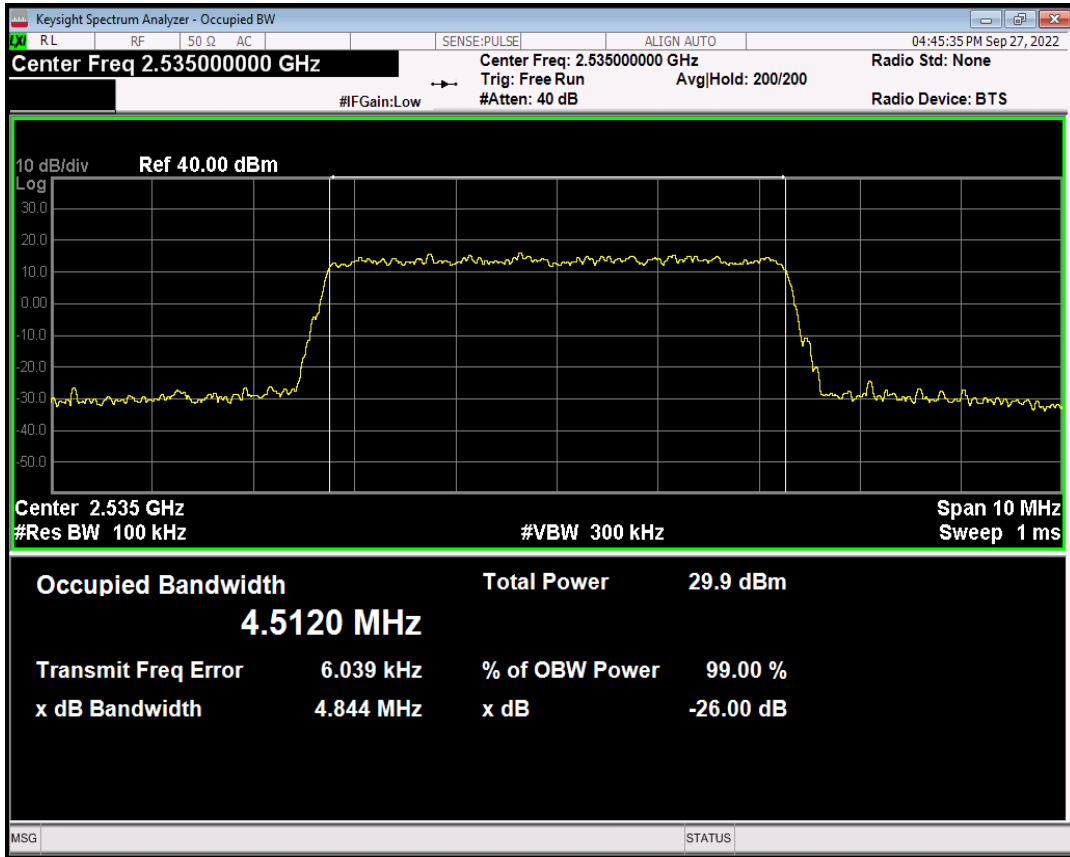 Keysight Spectrum Analyzer - Occupied BW
LXI RL RF 50 Ω AC SENSE:PULSE ALIGN AUTO 04:45:35 PM Sep 27, 2022
Center Freq 2.535000000 GHz Center Freq: 2.535000000 GHz Radio Std: None
Trig: Free Run Avg|Hold: 200/200
#IFGain:Low #Atten: 40 dB Radio Device: BTS
10 dB/div Ref 40.00 dBm
Log
30.0
20.0
10.0
0.00
-10.0
-20.0
-30.0
-40.0
-50.0
Center 2.535 GHz Span 10 MHz
#Res BW 100 kHz #VBW 300 kHz Sweep 1 ms
Occupied Bandwidth Total Power 29.9 dBm
4.5120 MHz
Transmit Freq Error 6.039 kHz % of OBW Power 99.00 %
x dB Bandwidth 4.844 MHz x dB -26.00 dB
MSG STATUS